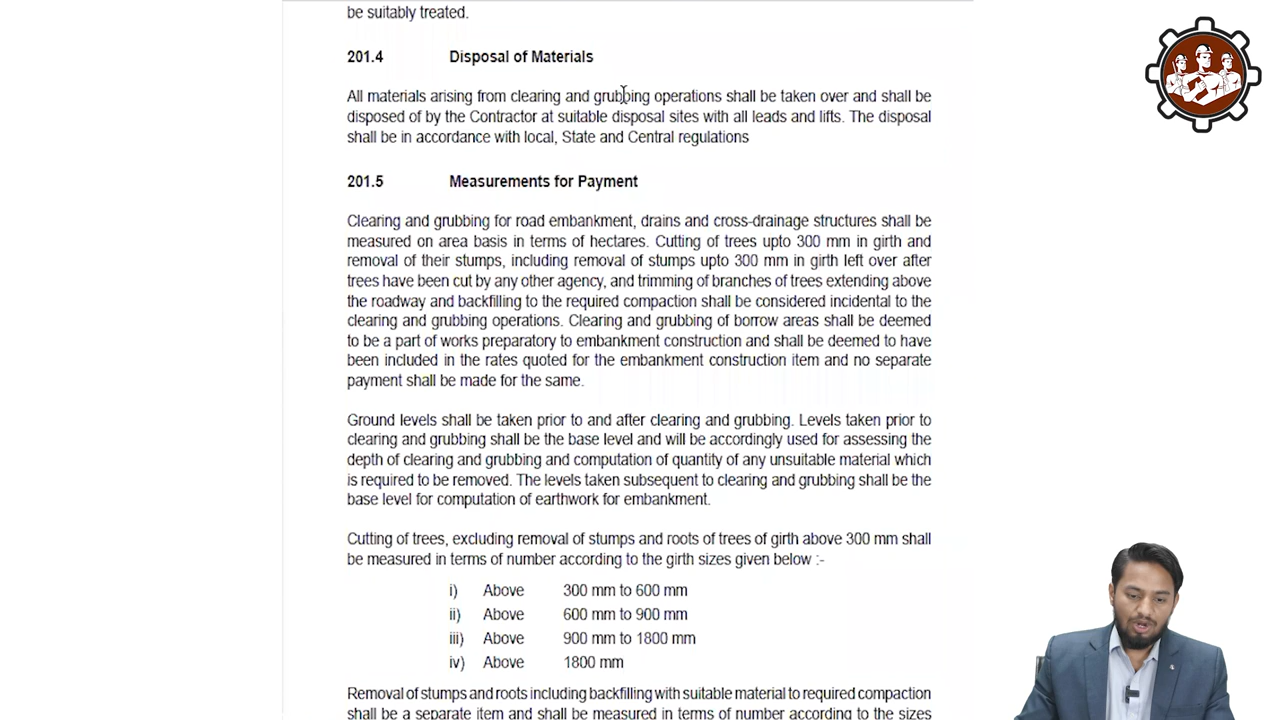 be suitably treated.
201.4 Disposal of Materials
All materials arising from clearing and grubbing operations shall be taken over and shall be
disposed of by the Contractor at suitable disposal sites with all leads and lifts. The disposal
shall be in accordance with local, State and Central regulations
201.5 Measurements for Payment
Clearing and grubbing for road embankment, drains and cross-drainage structures shall be
measured on area basis in terms of hectares. Cutting of trees upto 300 mm in girth and
removal of their stumps, including removal of stumps upto 300 mm in girth left over after
trees have been cut by any other agency, and trimming of branches of trees extending above
the roadway and backfilling to the required compaction shall be considered incidental to the
clearing and grubbing operations. Clearing and grubbing of borrow areas shall be deemed
to be a part of works preparatory to embankment construction and shall be deemed to have
been included in the rates quoted for the embankment construction item and no separate
payment shall be made for the same.
Ground levels shall be taken prior to and after clearing and grubbing. Levels taken prior to
clearing and grubbing shall be the base level and will be accordingly used for assessing the
depth of clearing and grubbing and computation of quantity of any unsuitable material which
is required to be removed. The levels taken subsequent to clearing and grubbing shall be the
base level for computation of earthwork for embankment.
Cutting of trees, excluding removal of stumps and roots of trees of girth above 300 mm shall
be measured in terms of number according to the girth sizes given below :-
i) Above 300 mm to 600 mm
ii) Above 600 mm to 900 mm
iii) Above 900 mm to 1800 mm
iv) Above 1800 mm
Removal of stumps and roots including backfilling with suitable material to required compaction
shall be a separate item and shall be measured in terms of number according to the sizes